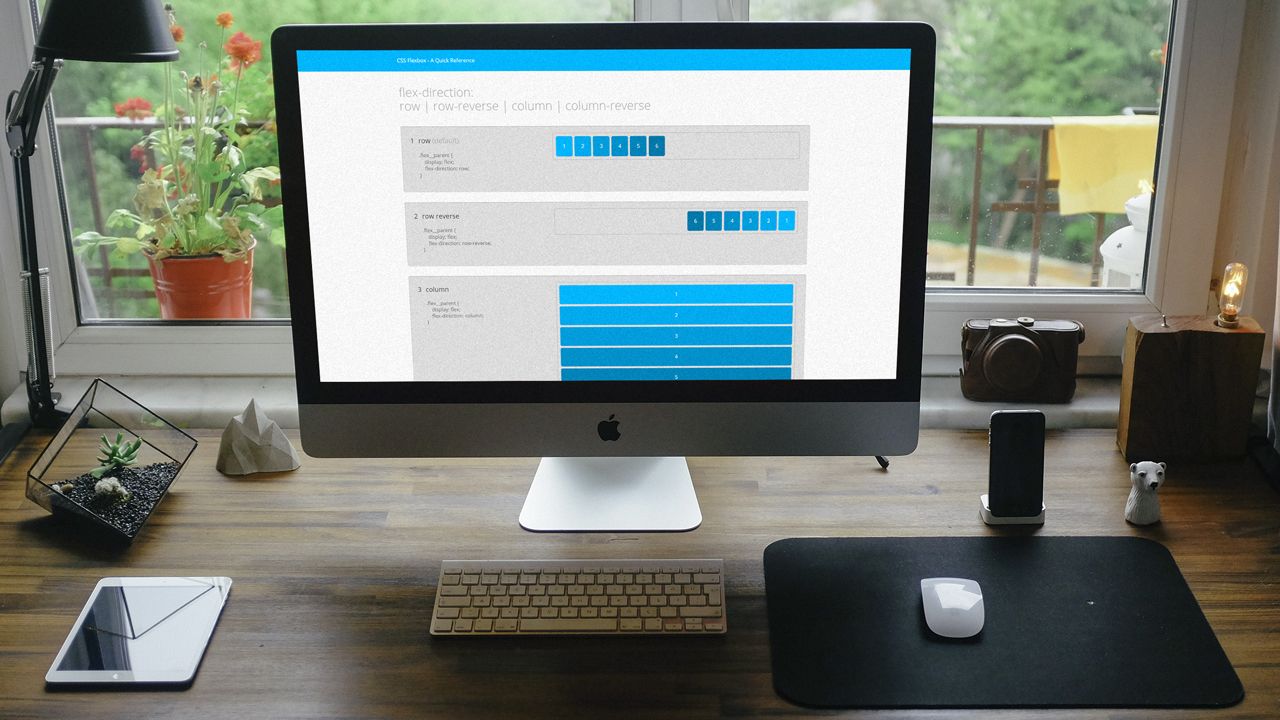 CSS Flexbox - A Quick Reference
flex-direction:
row | row-reverse | column | column-reverse
1 row (default)
.flex__parent {
display: flex;
flex-direction: row;
}
1 2 3 4 5 6
2 row reverse
.flex__parent {
display: flex;
flex-direction: row-reverse;
}
6 5 4 3 2 1
3 column
.flex__parent {
display: flex;
flex-direction: column;
}
1
2
3
4
5